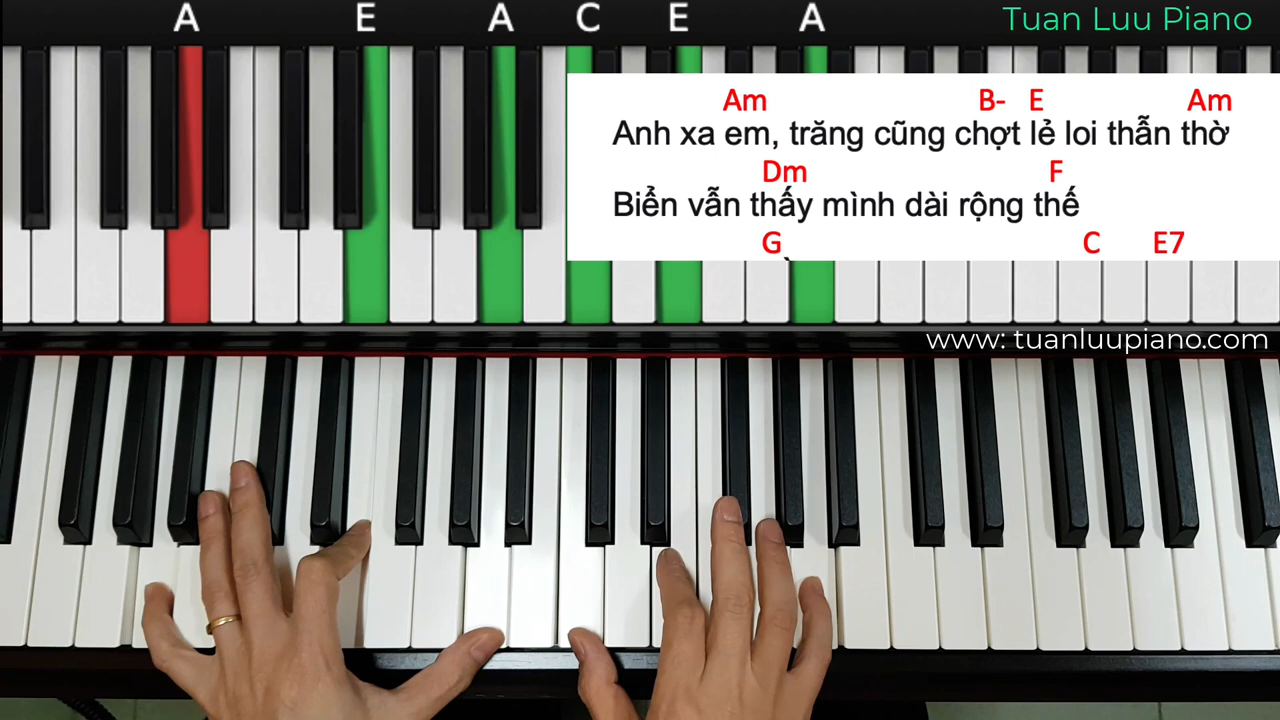 A E A C E A
Tuan Luu Piano
Am B- E Am
Anh xa em, trăng cũng chợt lẻ loi thẫn thờ
Dm F
Biển vẫn thấy mình dài rộng thế
G C E7
www: tuanluupiano.com